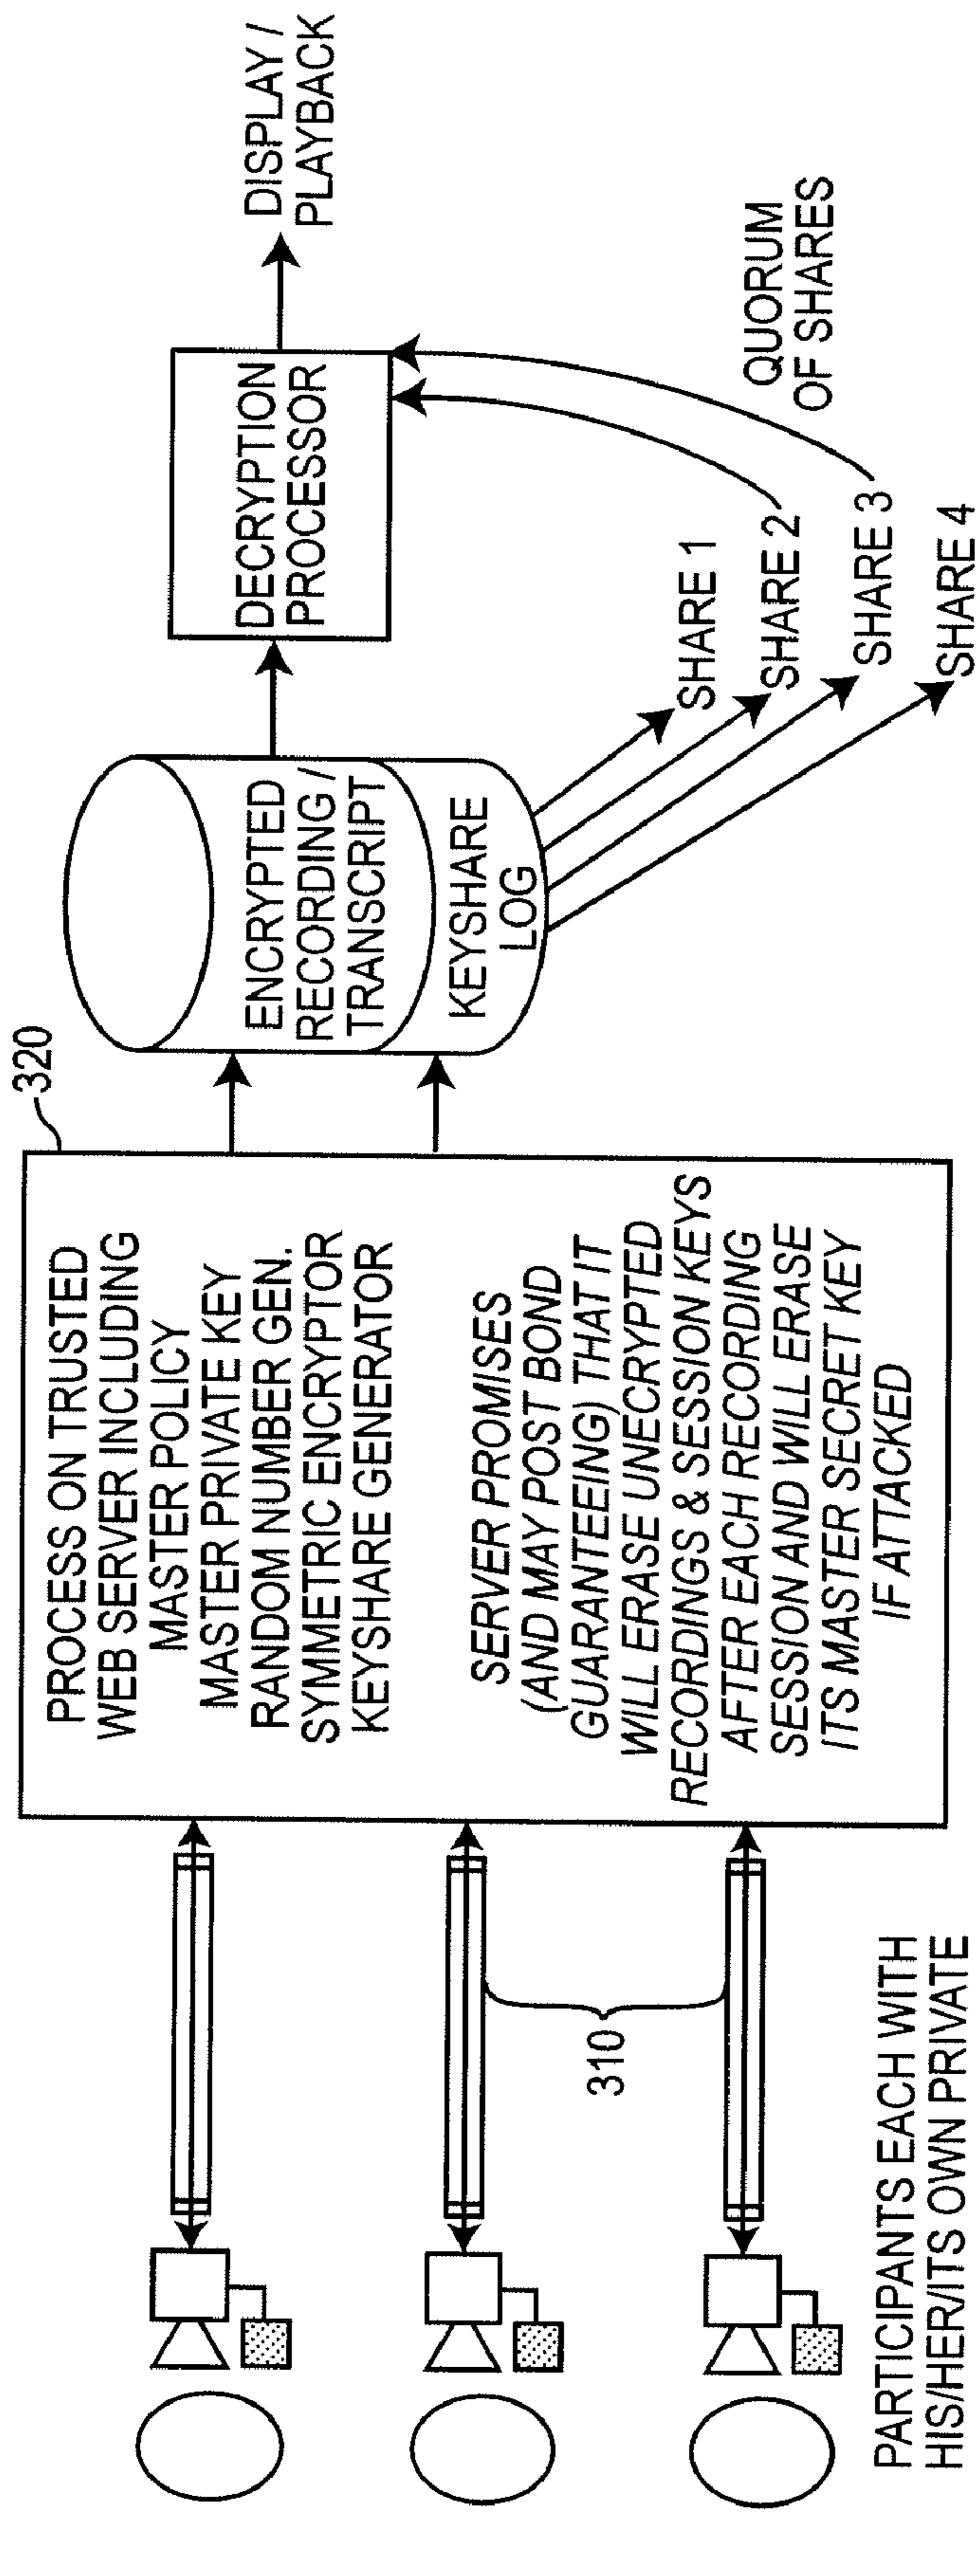 PARTICIPANTS EACH WITH
HIS/HER/ITS OWN PRIVATE
310
320
PROCESS ON TRUSTED
WEB SERVER INCLUDING
MASTER POLICY
MASTER PRIVATE KEY
RANDOM NUMBER GEN.
SYMMETRIC ENCRYPTOR
KEYSHARE GENERATOR
SERVER PROMISES
(AND MAY POST BOND
GUARANTEEING) THAT IT
WILL ERASE UNECRYPTED
RECORDINGS & SESSION KEYS
AFTER EACH RECORDING
SESSION AND WILL ERASE
ITS MASTER SECRET KEY
IF ATTACKED
ENCRYPTED
RECORDING /
TRANSCRIPT
KEYSHARE
LOG
SHARE 1
SHARE 2
SHARE 3
SHARE 4
DECRYPTION
PROCESSOR
QUORUM
OF SHARES
DISPLAY /
PLAYBACK